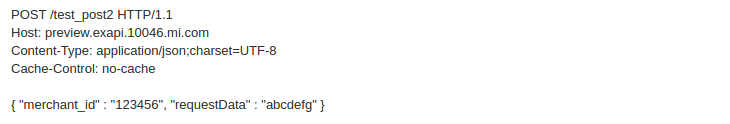 POST /test_post2 HTTP/1.1
Host: preview.exapi.10046.mi.com
Content-Type: application/json;charset=UTF-8
Cache-Control: no-cache

{ "merchant_id" : "123456", "requestData" : "abcdefg" }